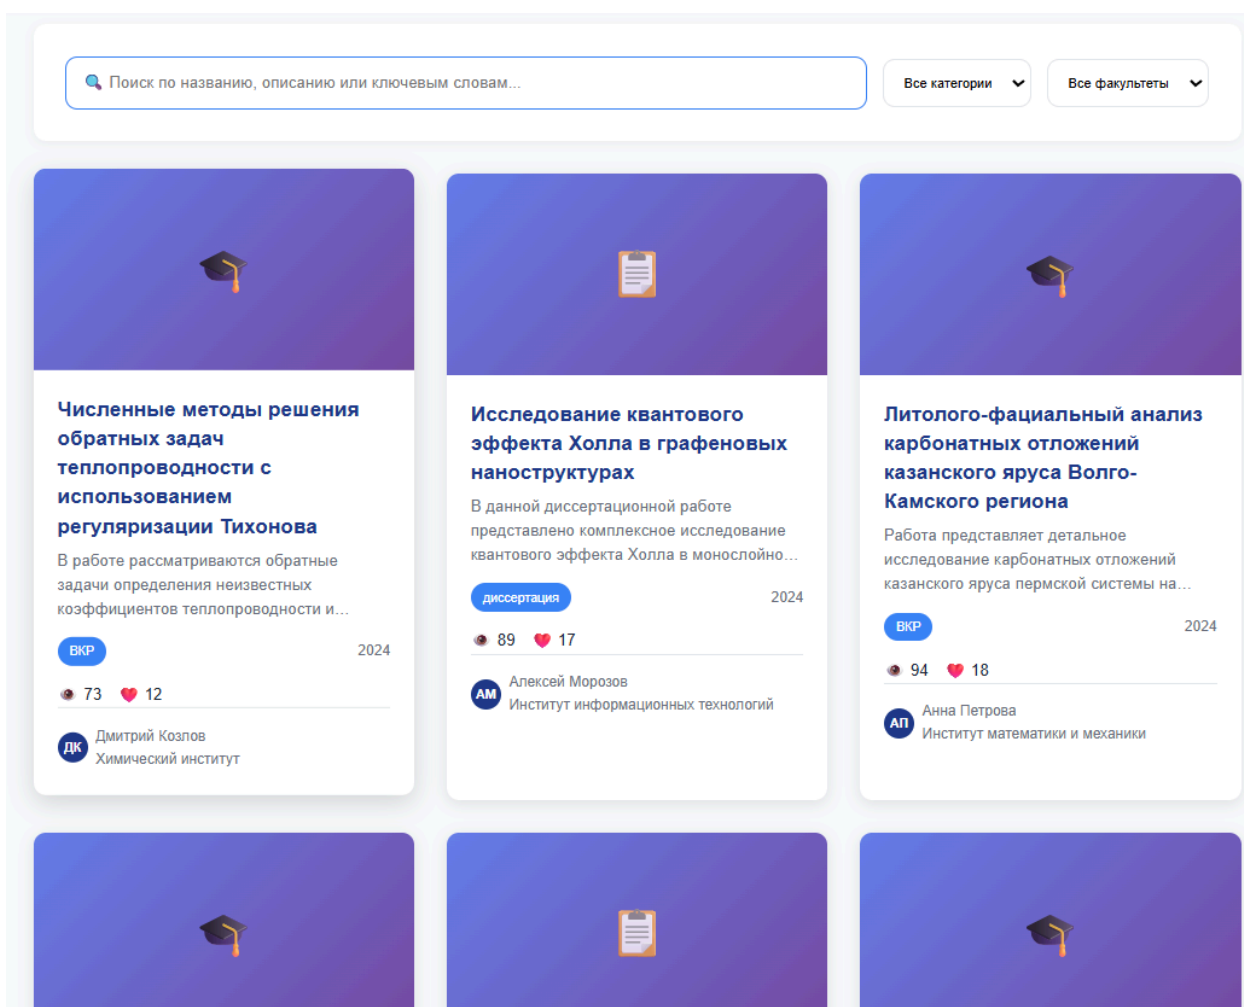 Поиск по названию, описанию или ключевым словам...
Все категории
Все факультеты
Численные методы решения
обратных задач
теплопроводности с
использованием
регуляризации Тихонова
В работе рассматриваются обратные
задачи определения неизвестных
коэффициентов теплопроводности и...
ВКР
2024
73
12
ДК
Дмитрий Козлов
Химический институт
Исследование квантового
эффекта Холла в графеновых
наноструктурах
В данной диссертационной работе
представлено комплексное исследование
квантового эффекта Холла в монослойно...
диссертация
2024
89
17
АМ
Алексей Морозов
Институт информационных технологий
Литолого-фациальный анализ
карбонатных отложений
казанского яруса Волго-
Камского региона
Работа представляет детальное
исследование карбонатных отложений
казанского яруса пермской системы на...
ВКР
2024
94
18
АП
Анна Петрова
Институт математики и механики